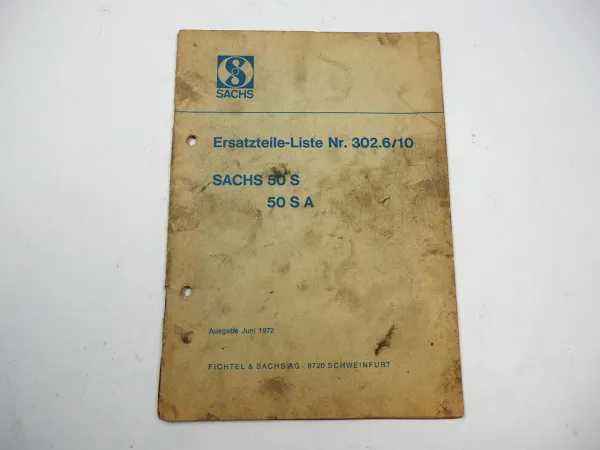 SACHS
Ersatzteile-Liste Nr. 302.6/10
SACHS 50 S
50 S A
Ausgabe Juni 1972
FICHTEL & SACHS AG - 8720 SCHWEINFURT